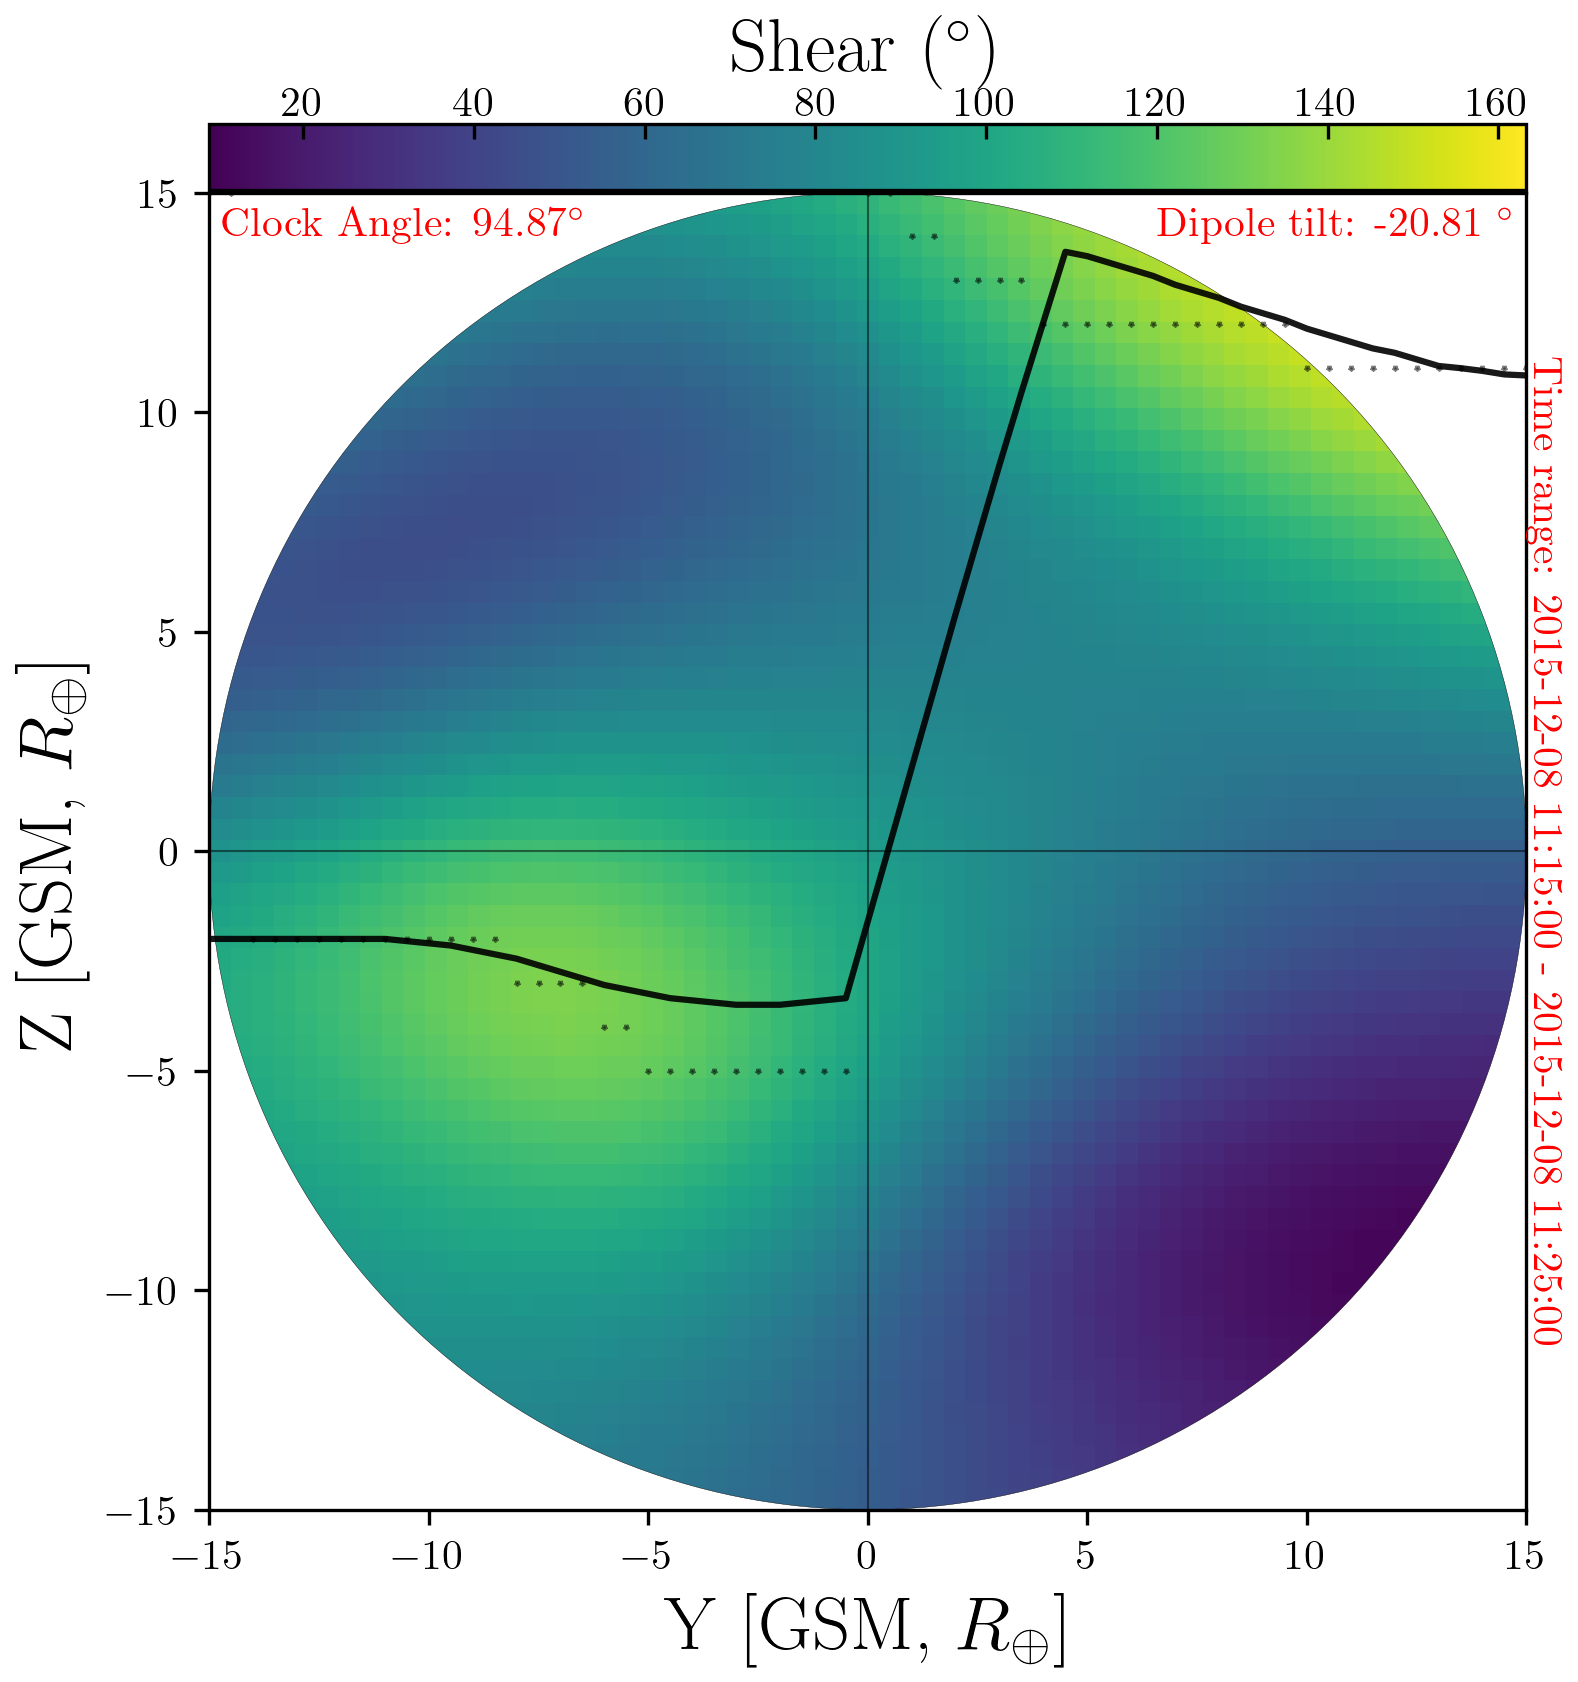 Shear (°)
20 40 60 80 100 120 140 160
Clock Angle: 94.87°
Dipole tilt: -20.81 °
15
10
5
0
−5
−10
−15
Z [GSM, R⊕]
Time range: 2015-12-08 11:15:00 - 2015-12-08 11:25:00
−15 −10 −5 0 5 10 15
Y [GSM, R⊕]